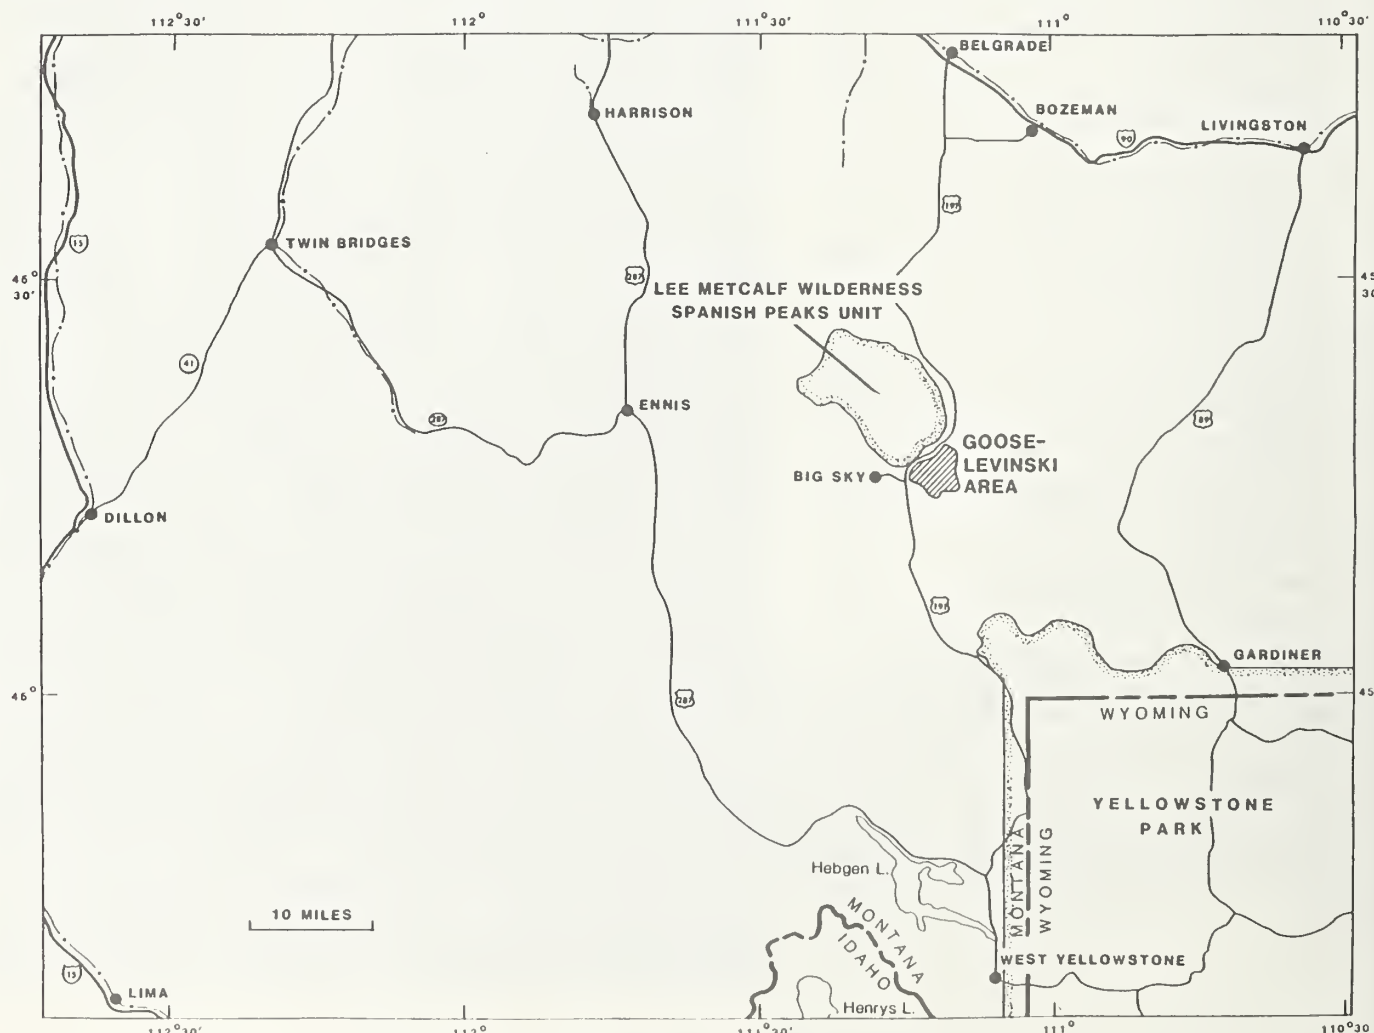 112°30'
112°
111°30'
111°
110°30'
BELGRADE
HARRISON
BOZEMAN
LIVINGSTON
90
191
15
TWIN BRIDGES
45°
30'
287
45
30'
LEE METCALF WILDERNESS
SPANISH PEAKS UNIT
41
287
ENNIS
89
GOOSE-
LEVINSKI
AREA
BIG SKY
DILLON
191
GARDINER
45°
287
45
WYOMING
YELLOWSTONE
PARK
MONTANA
WYOMING
Hebgen L.
10 MILES
MONTANA
IDAHO
WEST YELLOWSTONE
15
LIMA
Henrys L.
112°30'
111°
110°30